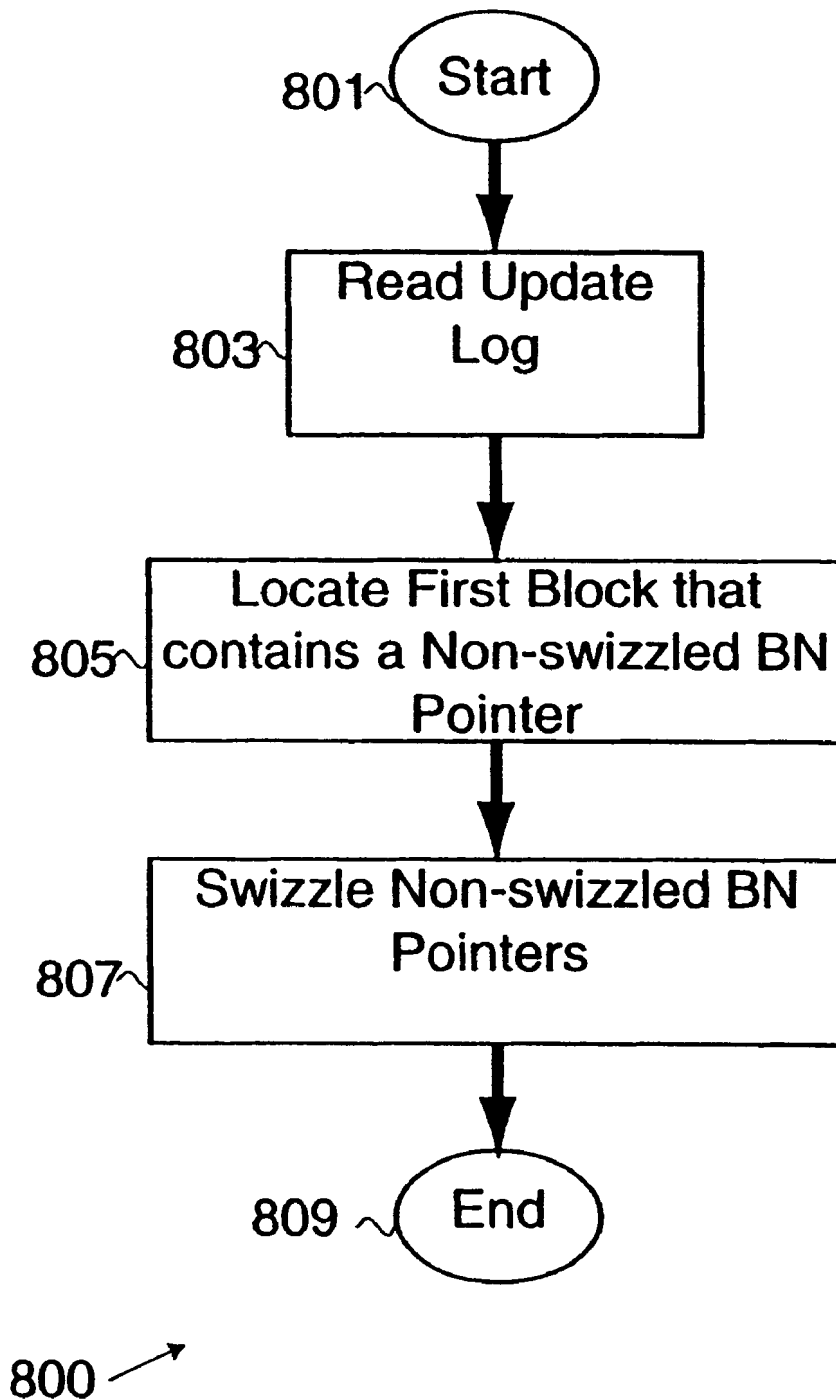 Start
801
Read Update
Log
803
Locate First Block that
contains a Non-swizzled BN
Pointer
805
Swizzle Non-swizzled BN
Pointers
807
End
809
800